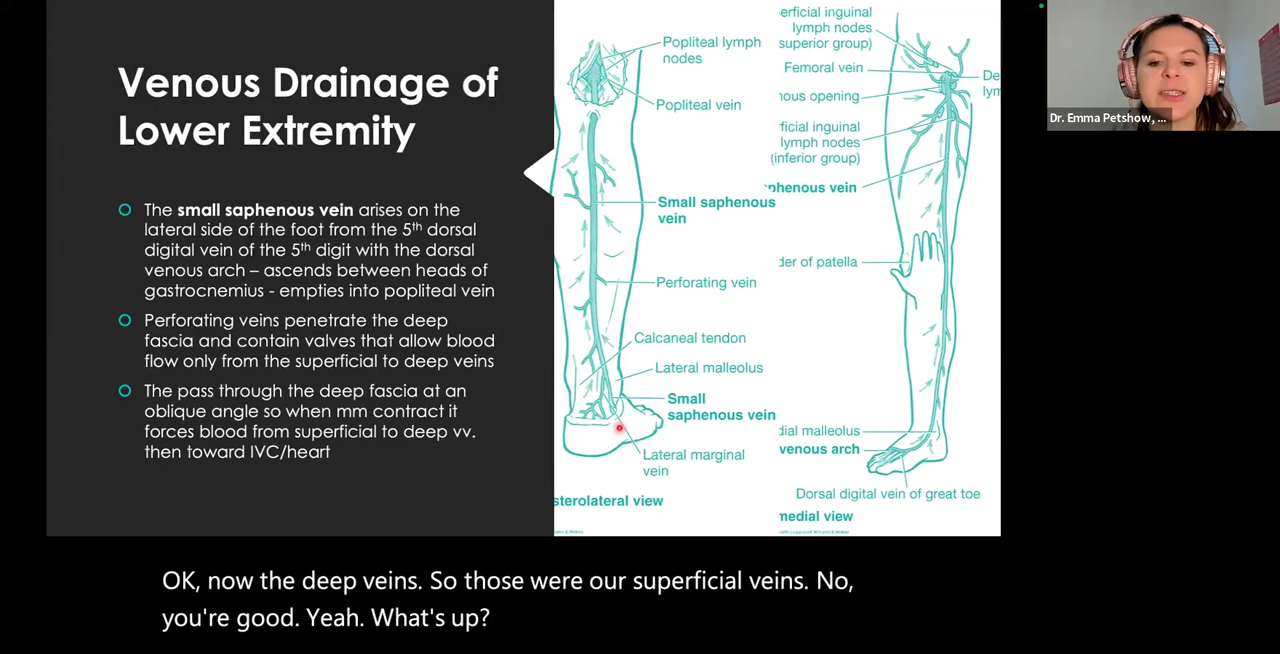 Venous Drainage of
Lower Extremity
The small saphenous vein arises on the
lateral side of the foot from the 5th dorsal
digital vein of the 5th digit with the dorsal
venous arch – ascends between heads of
gastrocnemius - empties into popliteal vein
Perforating veins penetrate the deep
fascia and contain valves that allow blood
flow only from the superficial to deep veins
The pass through the deep fascia at an
oblique angle so when mm contract it
forces blood from superficial to deep vv.
then toward IVC/heart
Popliteal lymph
nodes
Popliteal vein
Small saphenous
vein
Perforating vein
Calcaneal tendon
Lateral malleolus
Small
saphenous vein
Lateral marginal
vein
sterolateral view
erficial inguinal
lymph nodes
(superior group)
Femoral vein
De
lym
nous opening
rficial inguinal
lymph nodes
(inferior group)
phenous vein
der of patella
dial malleolus
venous arch
Dorsal digital vein of great toe
medial view
Dr. Emma Petshow, ...
OK, now the deep veins. So those were our superficial veins. No,
you're good. Yeah. What's up?